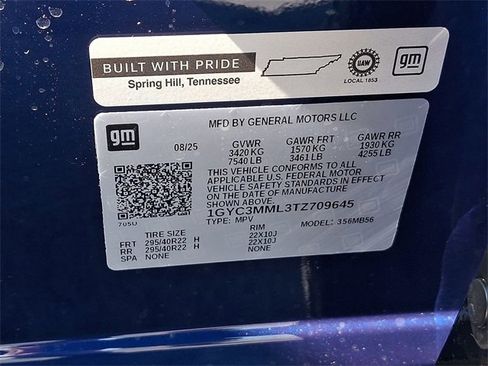 BUILT WITH PRIDE
Spring Hill, Tennessee
UAW
LOCAL 1853
gm
gm
MFD BY GENERAL MOTORS LLC
08/25
GVWR GAWR FRT GAWR RR
3420 KG 1570 KG 1930 KG
7540 LB 3461 LB 4255 LB
THIS VEHICLE CONFORMS TO ALL
APPLICABLE U.S. FEDERAL MOTOR
VEHICLE SAFETY AND THEFT
PREVENTION STANDARDS IN EFFECT
ON THE DATE OF MANUFACTURE
SHOWN ABOVE.
1GYC3MML3TZ709645
TYPE: MPV MODEL: 356MB56
TIRE SIZE RIM
FRT 295/40R22 H 22X10J
RR 295/40R22 H 22X10J
SPA NONE NONE